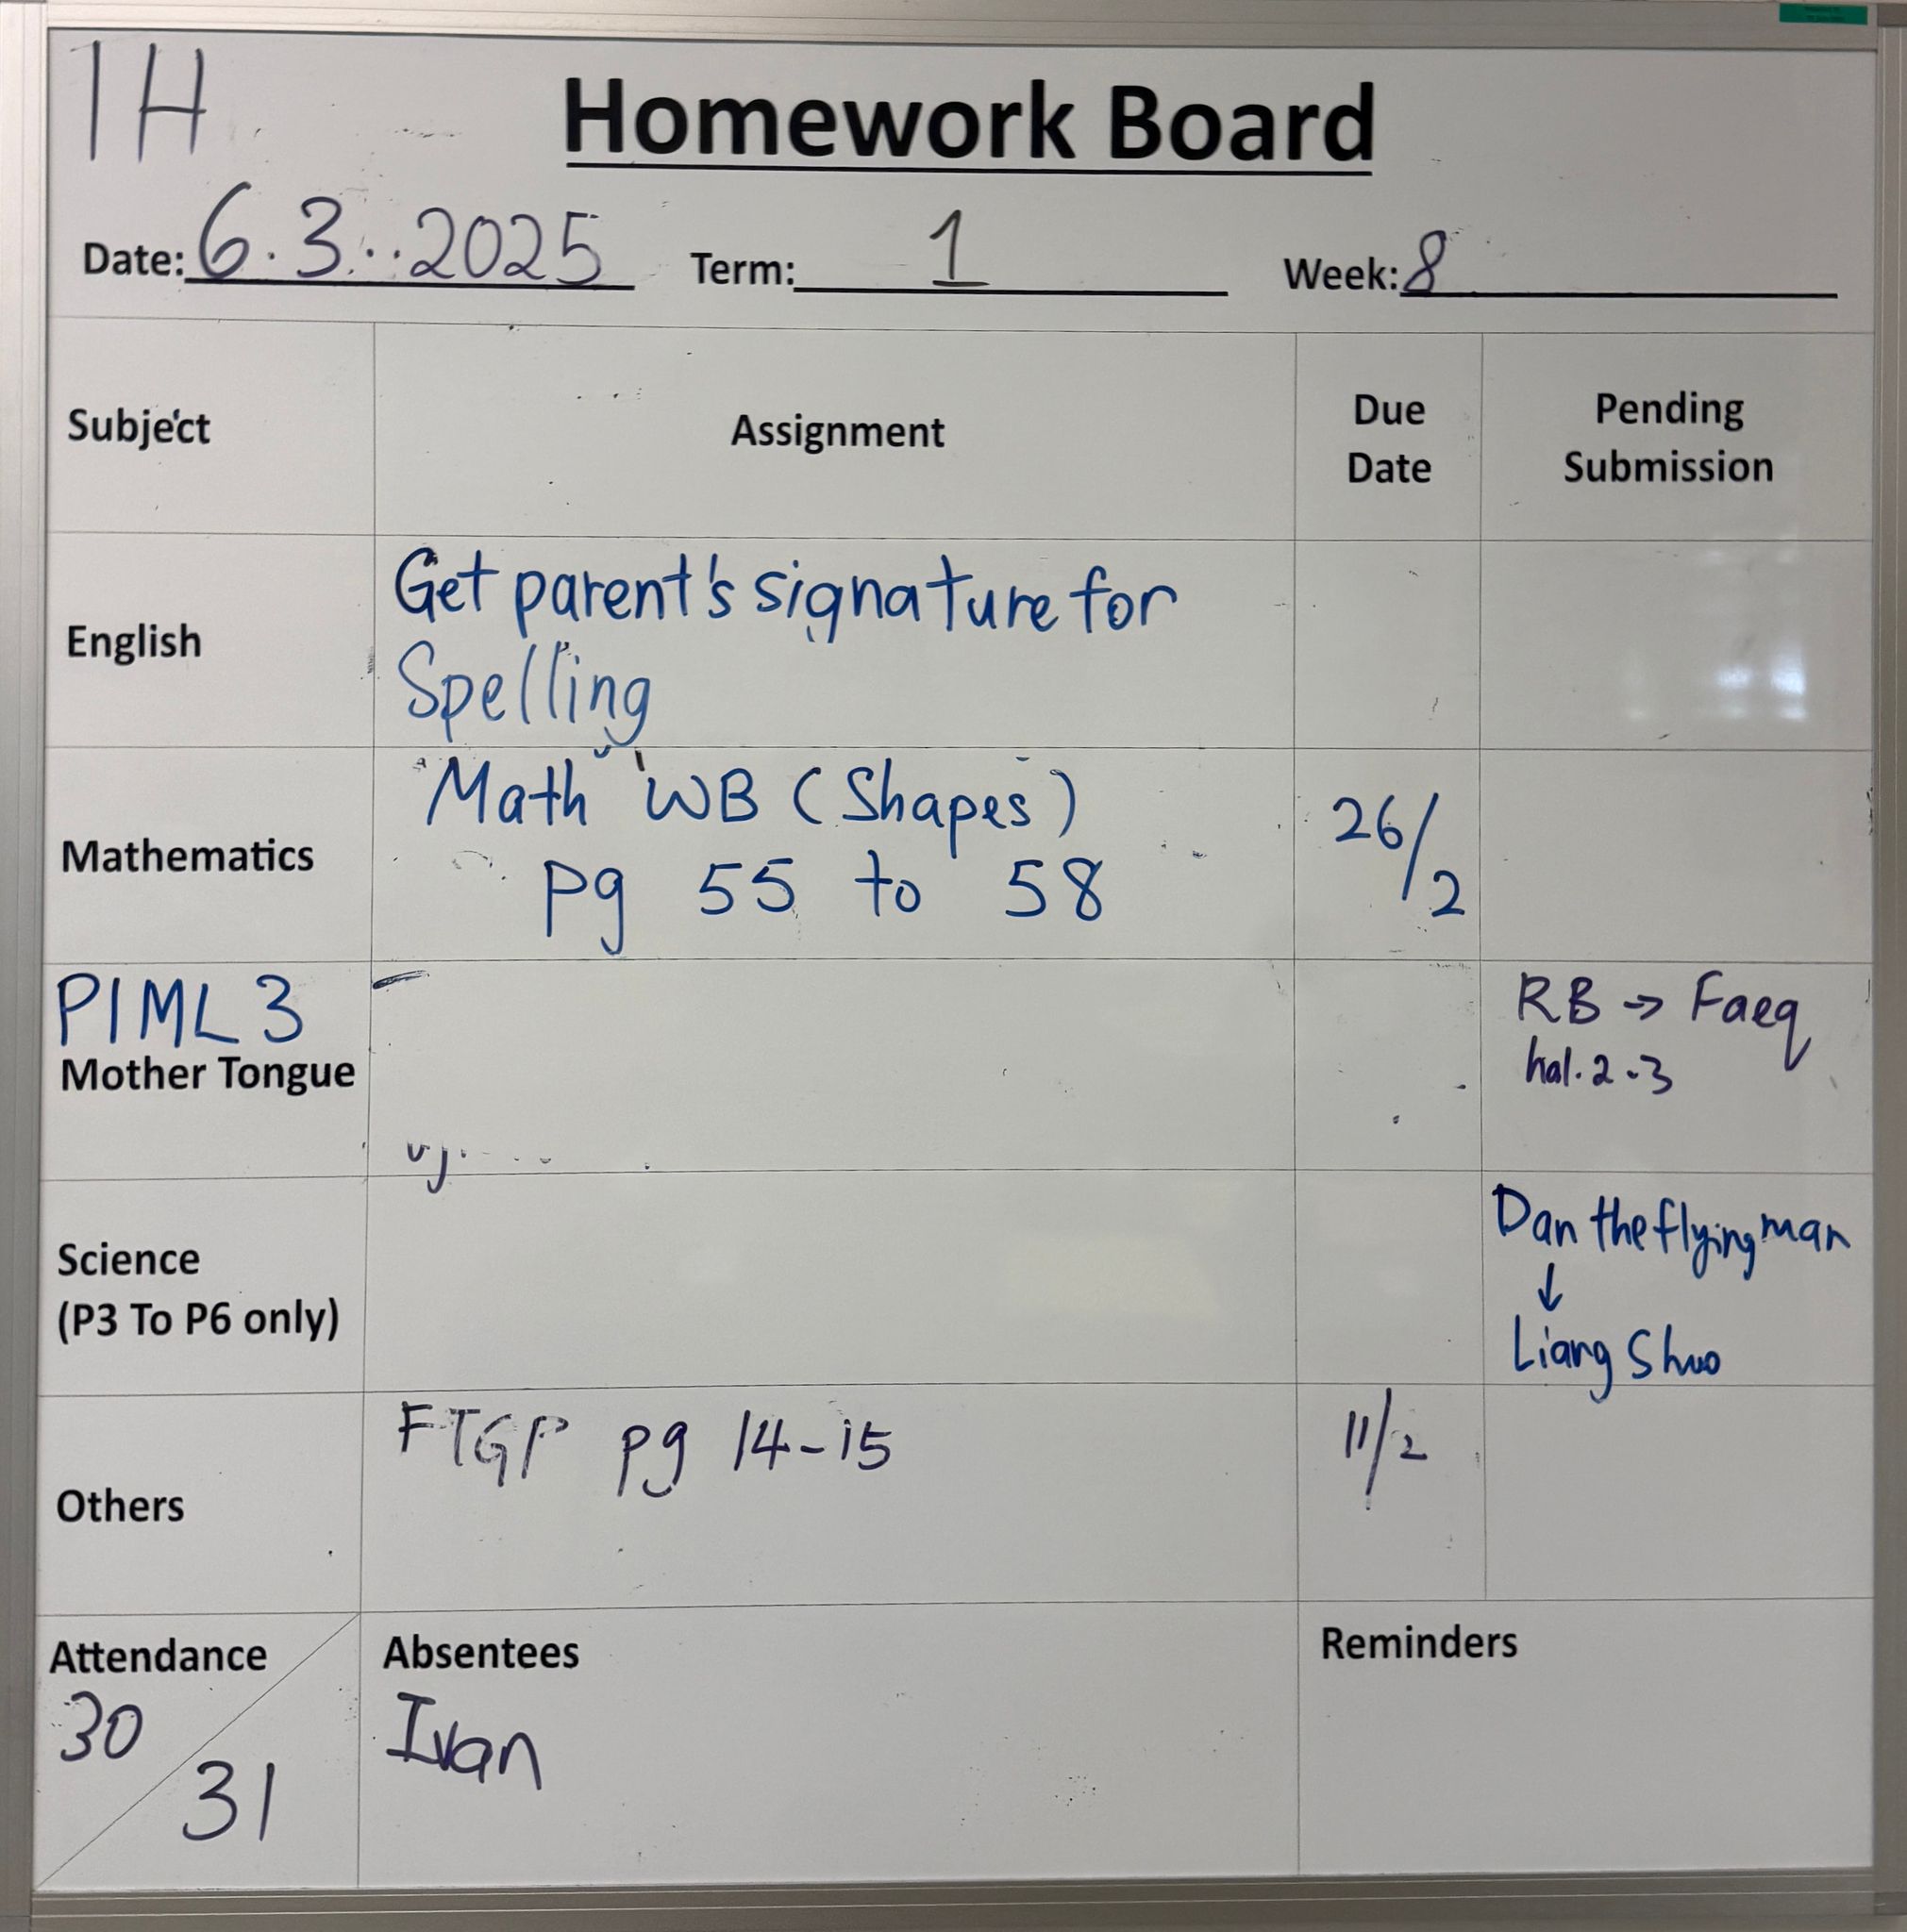 1H
Homework Board
Date: 6.3.2025 Term: 1 Week: 8
Subject Assignment Due Date Pending Submission
English Get parent's signature for
Spelling
Mathematics Math WB (Shapes)
pg 55 to 58
26/2
PIML 3
Mother Tongue
RB → Faeq
hal. 2-3
Science
(P3 To P6 only)
Dan the flying man
↓
Liang Shuo
Others
FTGP pg 14-15
11/2
Attendance
30
31
Absentees
Ivan
Reminders